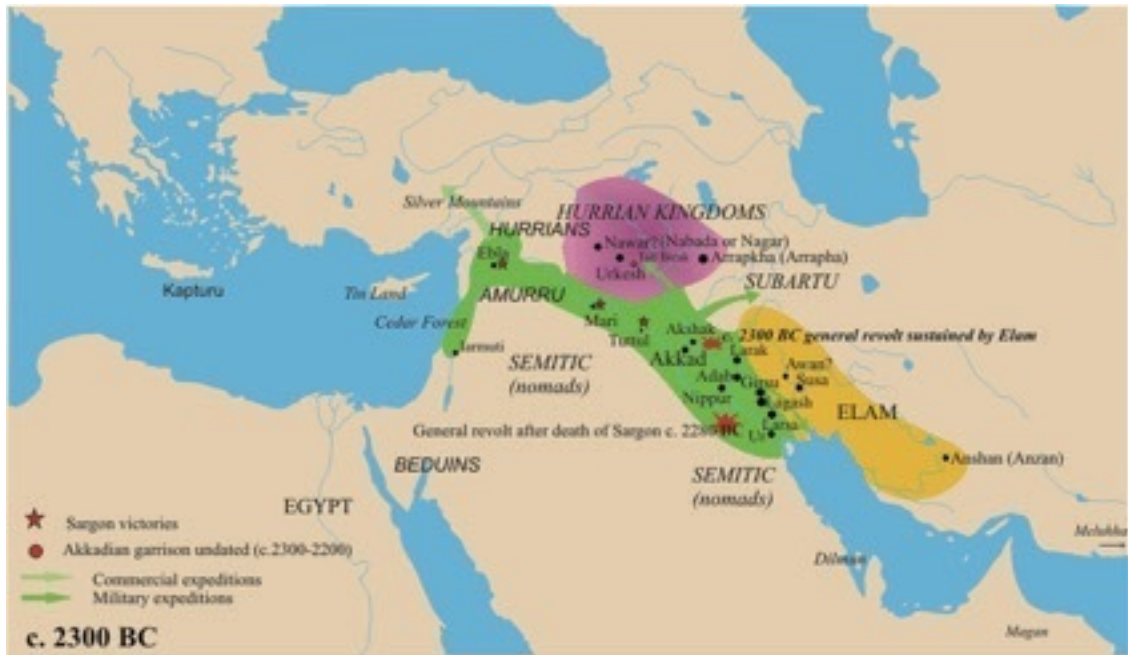 Silver Mountains
HURRIANS
HURRIAN KINGDOMS
Nawar? (Nabada or Nagar)
Urkesh
Arrapkha (Arrapha)
Ebla
Kapturu
Tin Land
AMURRU
SUBARTU
Cedar Forest
Mari
Tuttul
Akshak
c. 2300 BC general revolt sustained by Elam
Iarmuti
SEMITIC
(nomads)
Akkad
Larak
Awan?
Adab
Girsu
Susa
Nippur
Lagash
ELAM
General revolt after death of Sargon c. 2280 BC
Larsa
Ur
BEDUINS
SEMITIC
(nomads)
Anshan (Anzan)
EGYPT
Sargon victories
Akkadian garrison undated (c.2300-2200)
Commercial expeditions
Military expeditions
Dilmun
Meluhha
Magan
c. 2300 BC